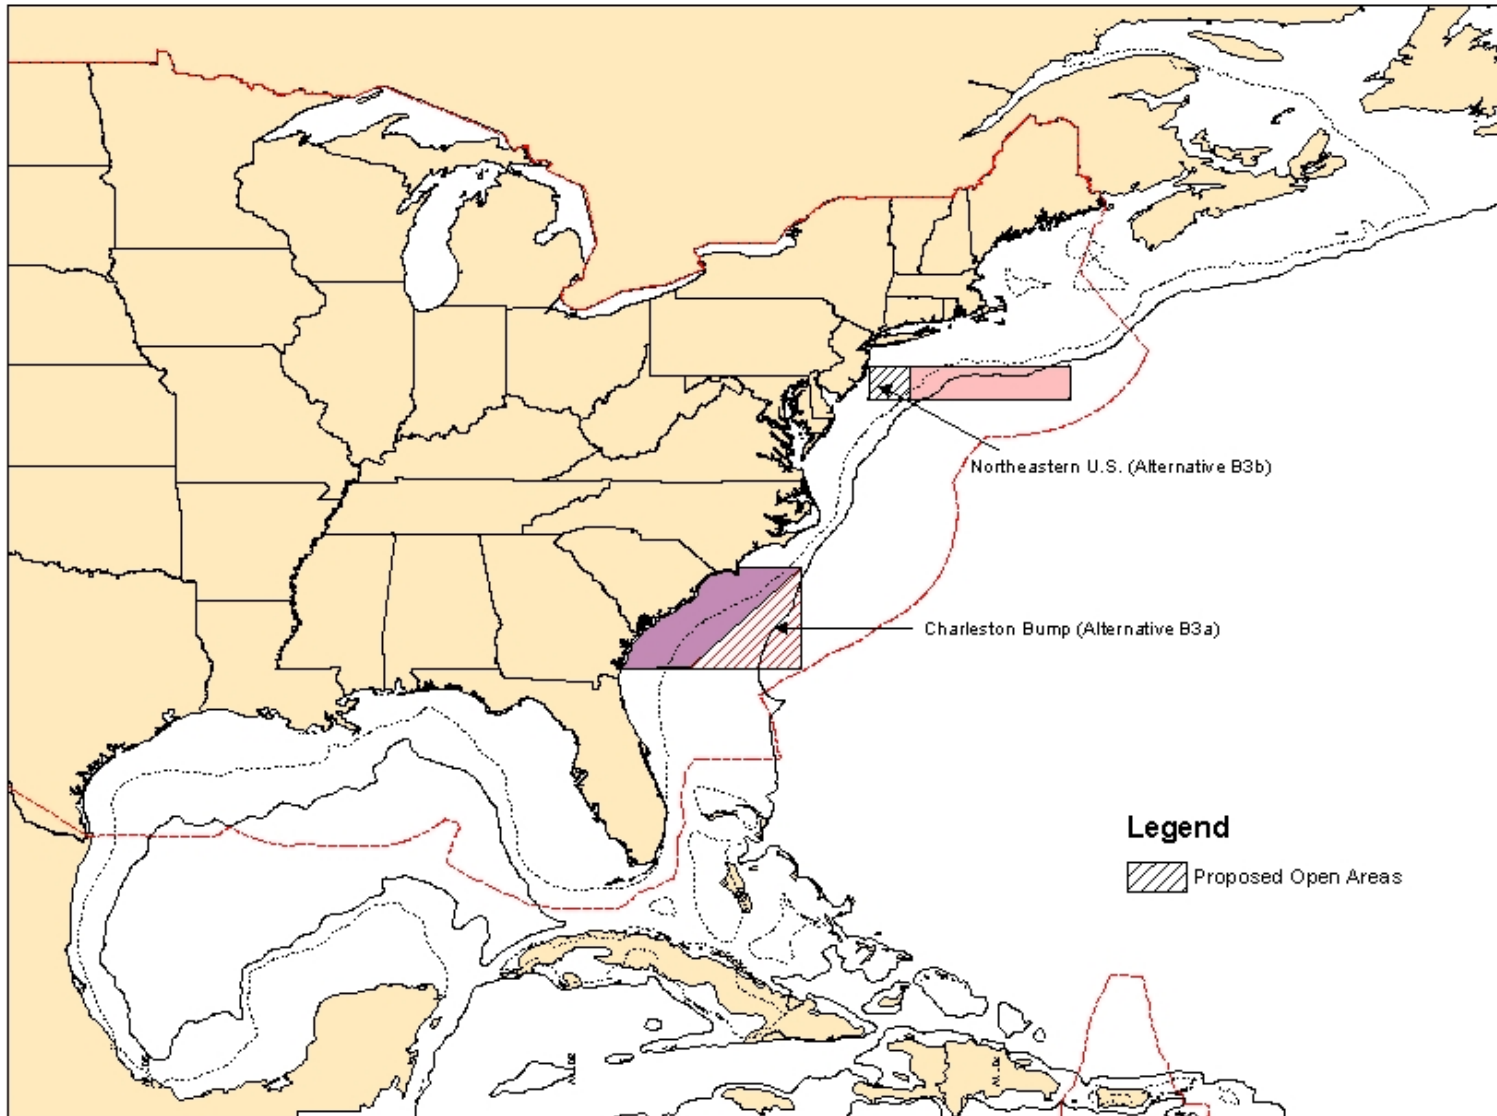 Northeastern U.S. (Alternative B3b)
Charleston Bump (Alternative B3a)
Legend
Proposed Open Areas